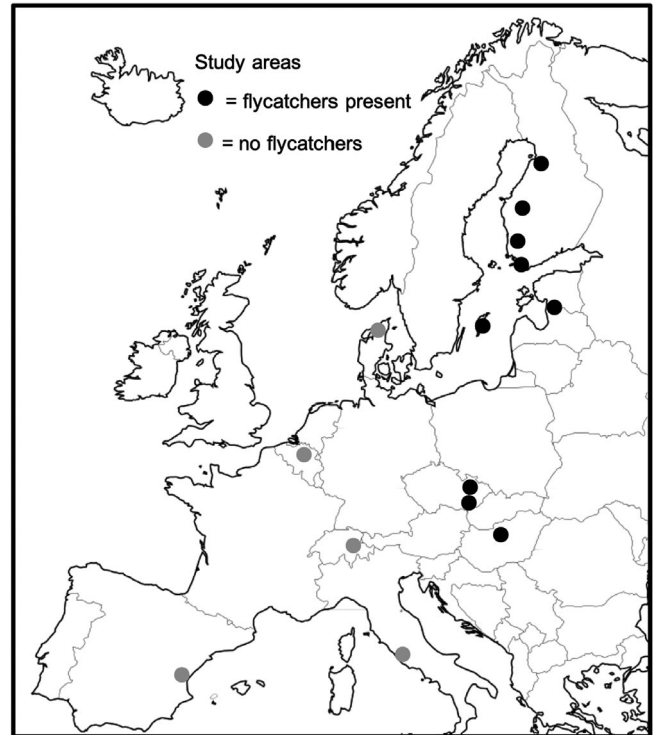 Study areas
= flycatchers present
= no flycatchers